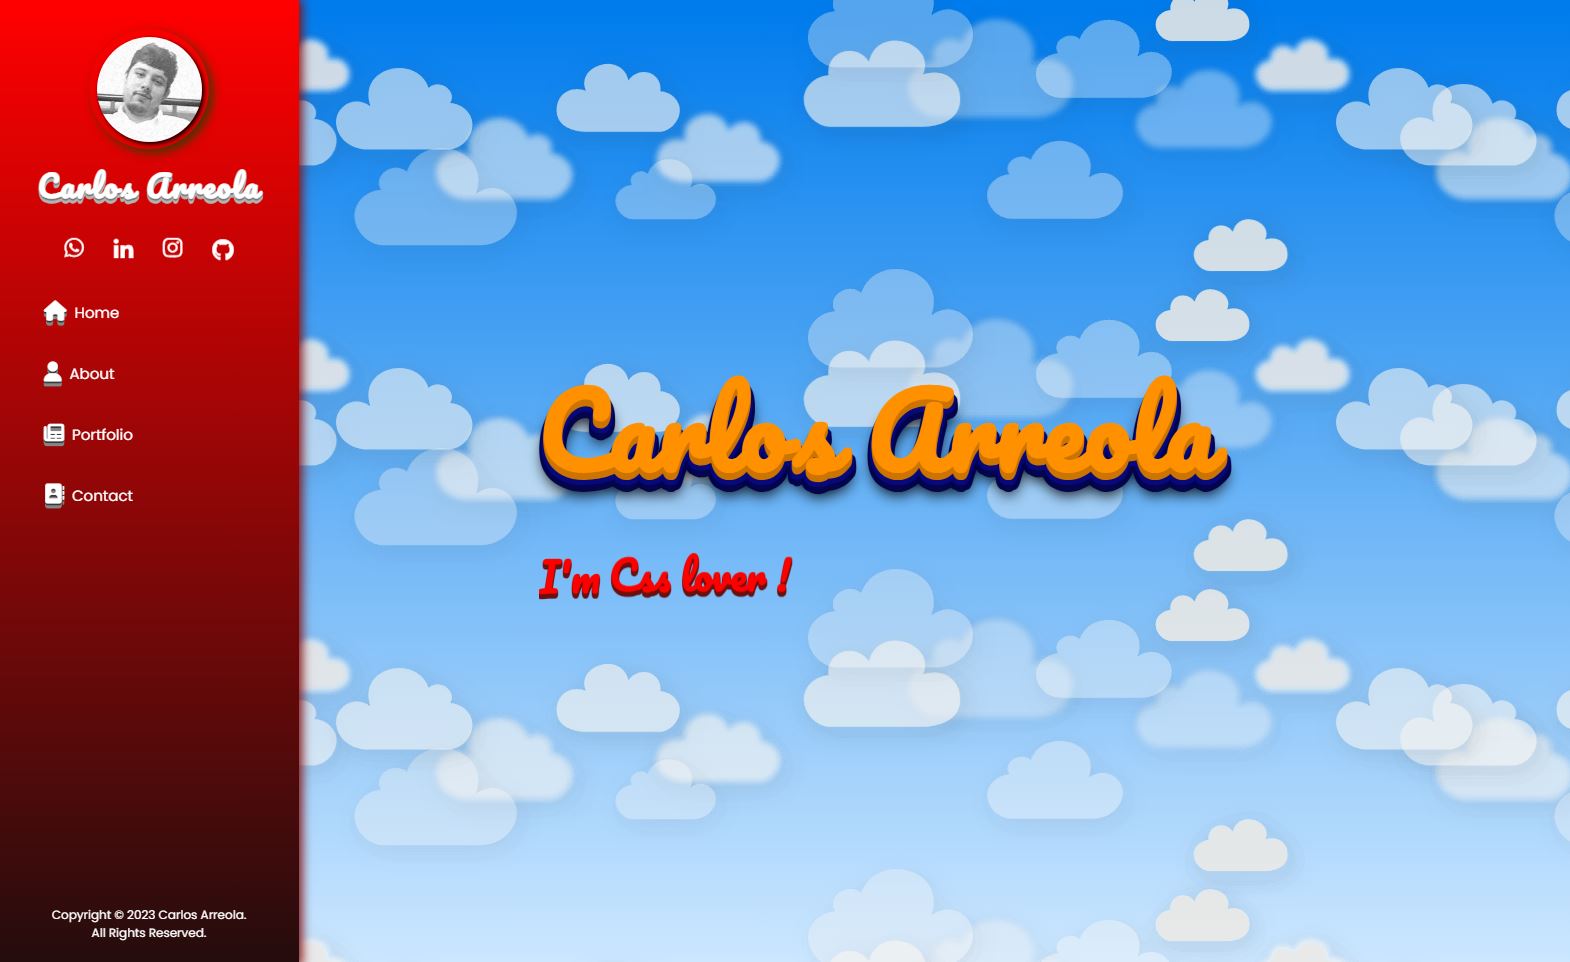 Carlos Arreola
Home
About
Portfolio
Contact
Copyright © 2023 Carlos Arreola.
All Rights Reserved.
Carlos Arreola
I'm Css lover !